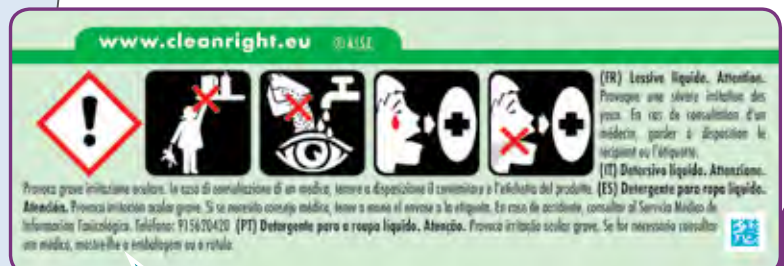 www.cleanright.eu ® A.I.S.E.
(FR) Lessive liquide. Attention.
Provoque une sévère irritation des
yeux. En cas de consultation d'un
médecin, garder à disposition le
récipient ou l'étiquette.
(IT) Detersivo liquido. Attenzione.
Provoca grave irritazione oculare. In caso di consultazione di un medico, tenere a disposizione il contenitore o l'etichetta del prodotto. (ES) Detergente para ropa líquido.
Atención. Provoca irritación ocular grave. Si se necesita consejo médico, tener a mano el envase o la etiqueta. En caso de accidente, consultar al Servicio Médico de
Información Toxicológica. Teléfono: 915620420 (PT) Detergente para a roupa líquido. Atenção. Provoca irritação ocular grave. Se for necessário consultar
um médico, mostre-lhe a embalagem ou o rótulo.